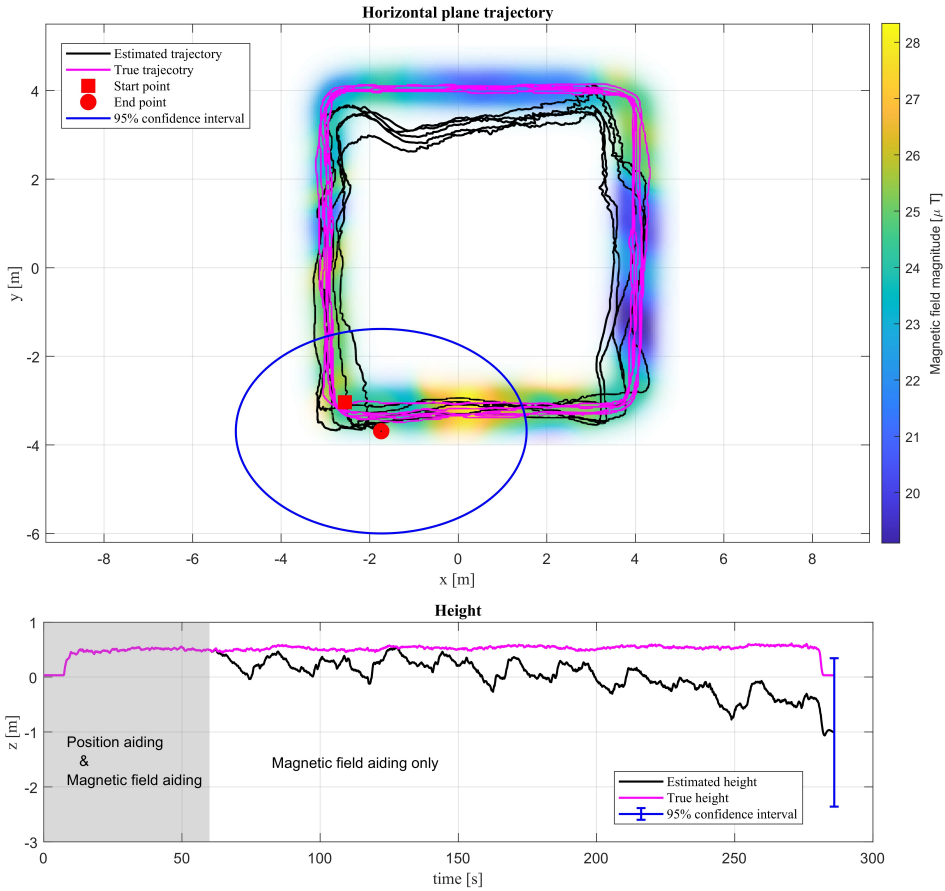 Horizontal plane trajectory
Estimated trajectory
True trajecotry
Start point
End point
95% confidence interval
4
2
0
-2
-4
-6
y [m]
-8
-6
-4
-2
0
2
4
6
8
x [m]
28
27
26
25
24
23
22
21
20
Magnetic field magnitude [μ T]
Height
1
0
-1
-2
-3
z [m]
Position aiding
&
Magnetic field aiding
Magnetic field aiding only
Estimated height
True height
95% confidence interval
0
50
100
150
200
250
300
time [s]